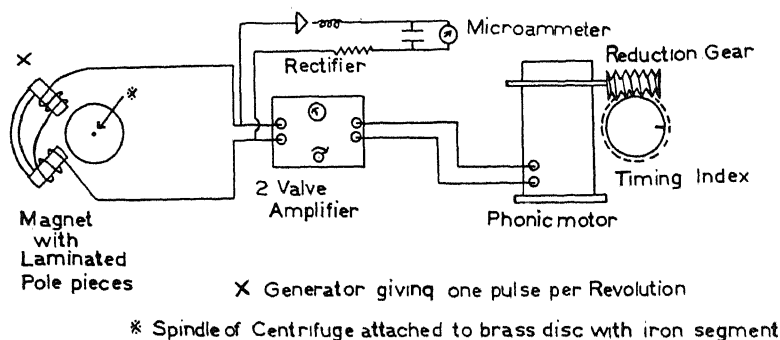 Microammeter
Reduction Gear
Rectifier
×
※
2 Valve
Amplifier
Timing Index
Phonic motor
Magnet
with
Laminated
Pole pieces
× Generator giving one pulse per Revolution
※ Spindle of Centrifuge attached to brass disc with iron segment